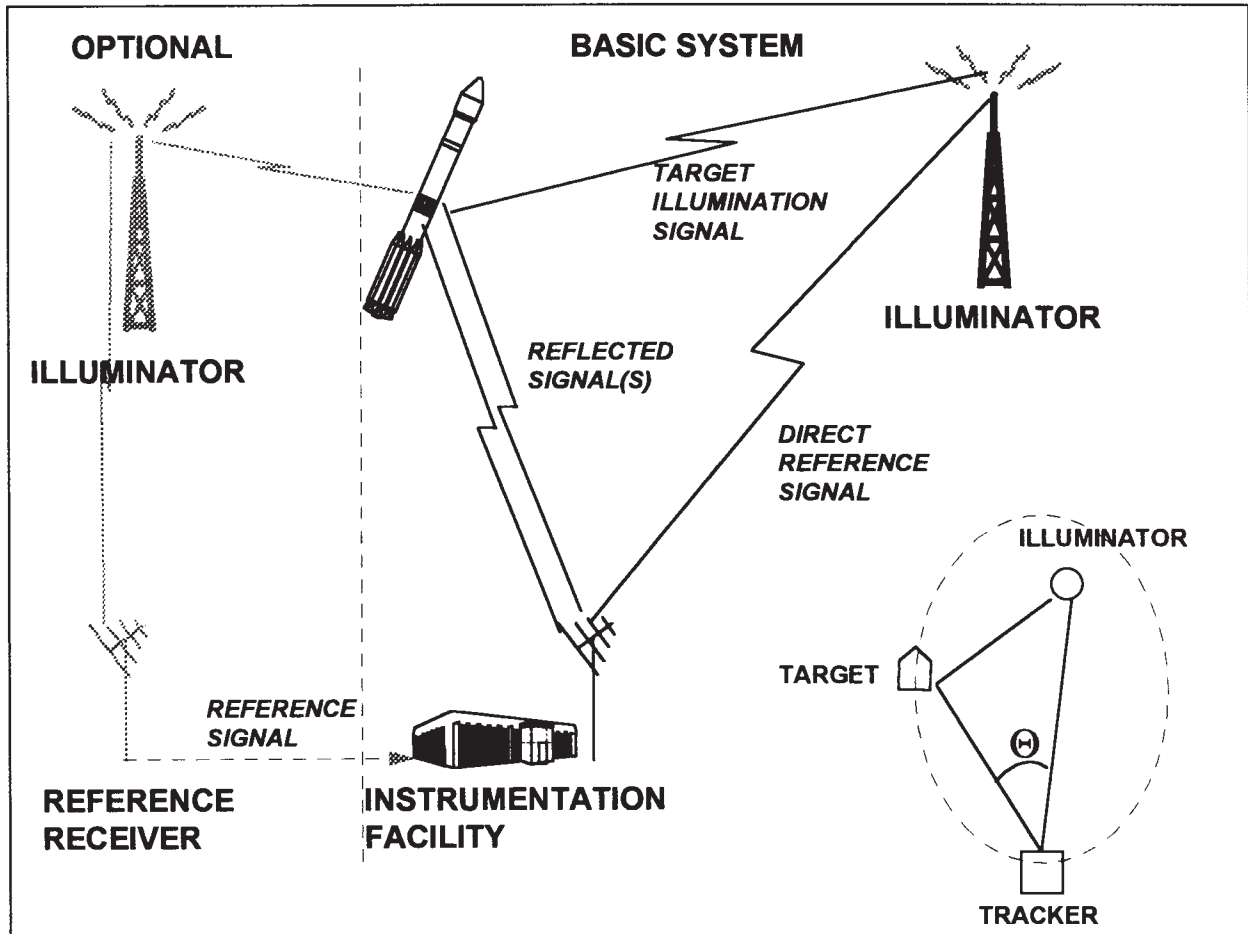 OPTIONAL
BASIC SYSTEM
TARGET
ILLUMINATION
SIGNAL
ILLUMINATOR
ILLUMINATOR
REFLECTED
SIGNAL(S)
DIRECT
REFERENCE
SIGNAL
ILLUMINATOR
TARGET
Θ
TRACKER
REFERENCE
SIGNAL
REFERENCE
RECEIVER
INSTRUMENTATION
FACILITY